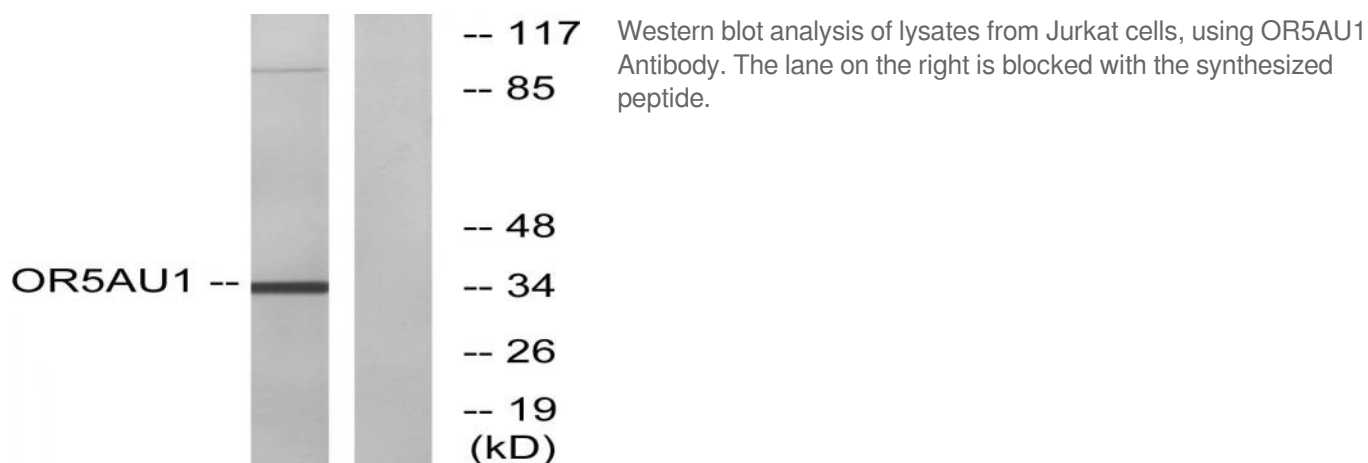 OR5AU1 --
-- 117
-- 85
-- 48
-- 34
-- 26
-- 19
(kD)
Western blot analysis of lysates from Jurkat cells, using OR5AU1
Antibody. The lane on the right is blocked with the synthesized
peptide.